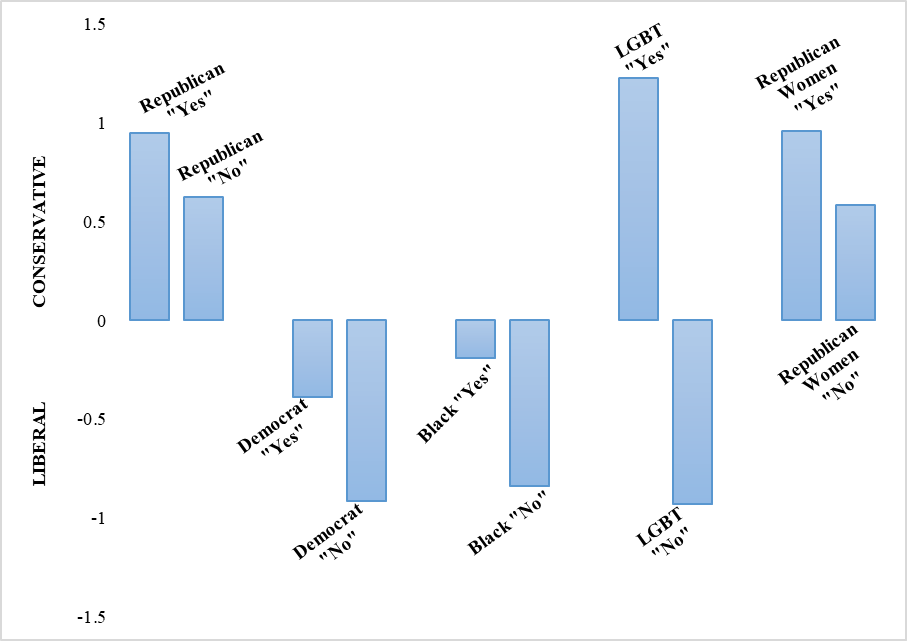 1.5
1
0.5
0
-0.5
-1
-1.5
CONSERVATIVE
LIBERAL
Republican
"Yes"
Republican
"No"
Democrat
"Yes"
Democrat
"No"
Black "Yes"
Black "No"
LGBT
"Yes"
LGBT
"No"
Republican
Women
"Yes"
Republican
Women
"No"